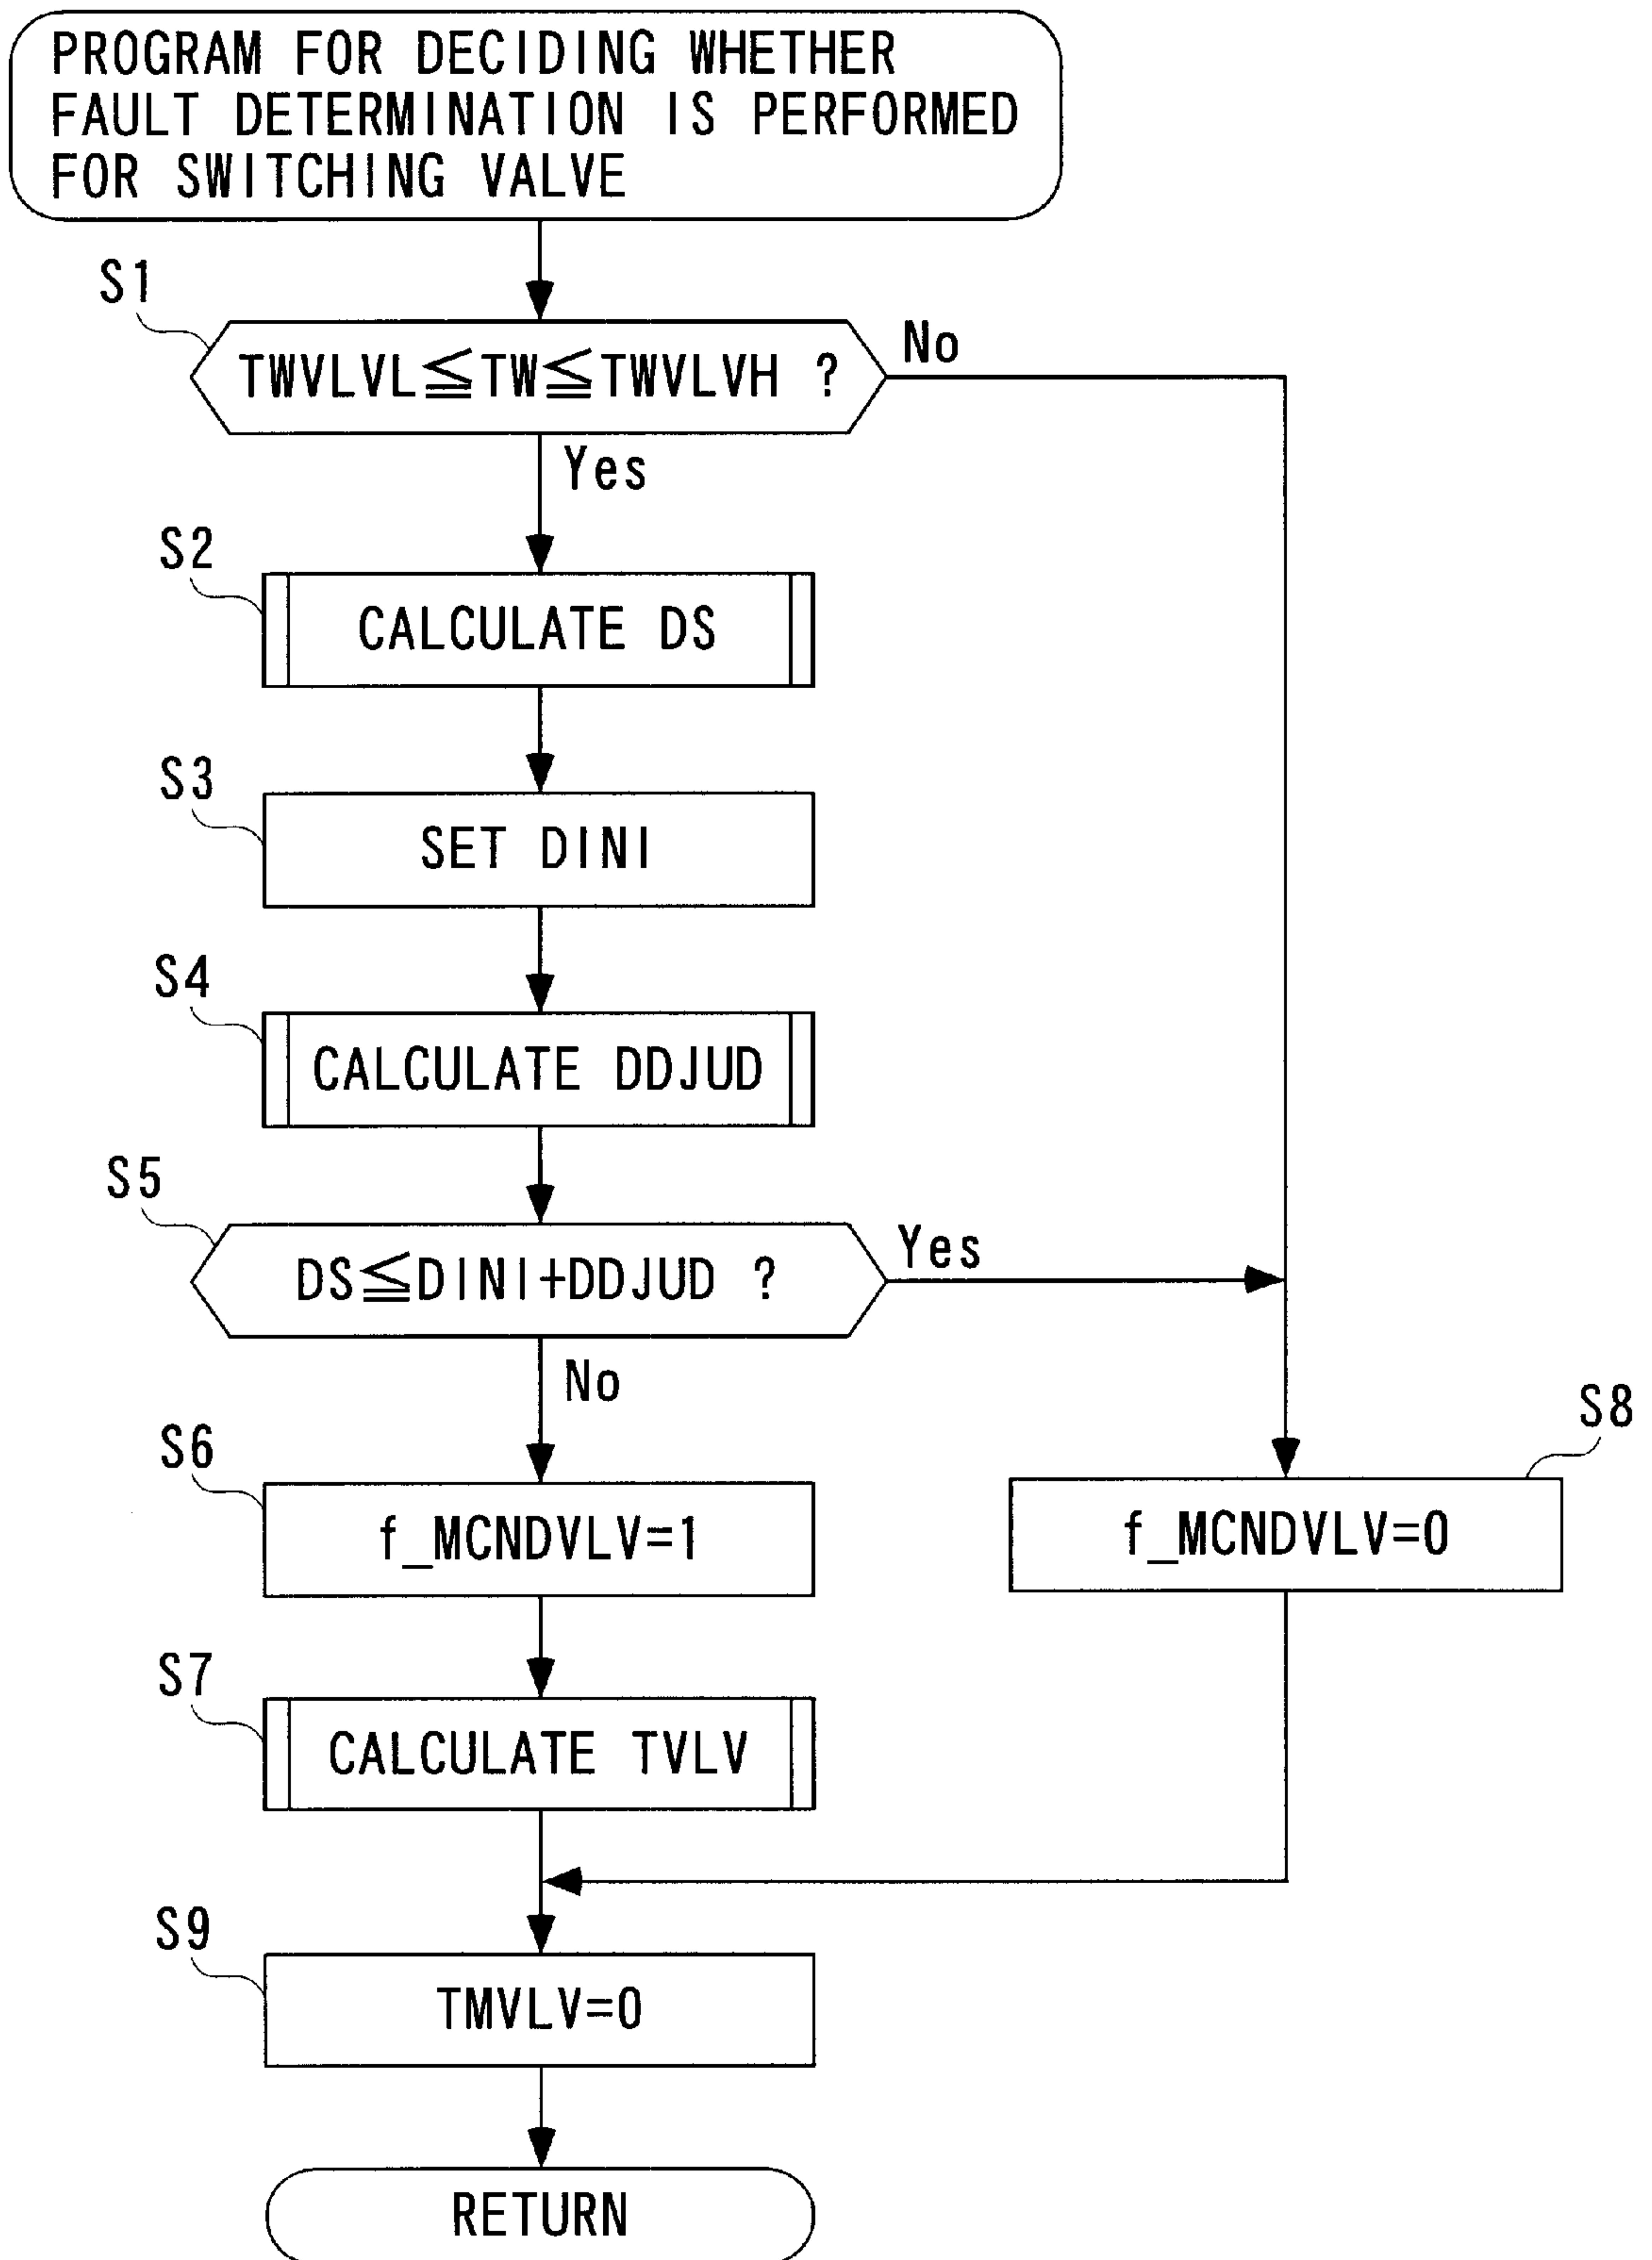 PROGRAM FOR DECIDING WHETHER
FAULT DETERMINATION IS PERFORMED
FOR SWITCHING VALVE
S1
TWVLVL≦TW≦TWVLVH ?
No
Yes
S2
CALCULATE DS
S3
SET DINI
S4
CALCULATE DDJUD
S5
DS≦DINI+DDJUD ?
Yes
No
S6
f_MCNDVLV=1
S8
f_MCNDVLV=0
S7
CALCULATE TVLV
S9
TMVLV=0
RETURN